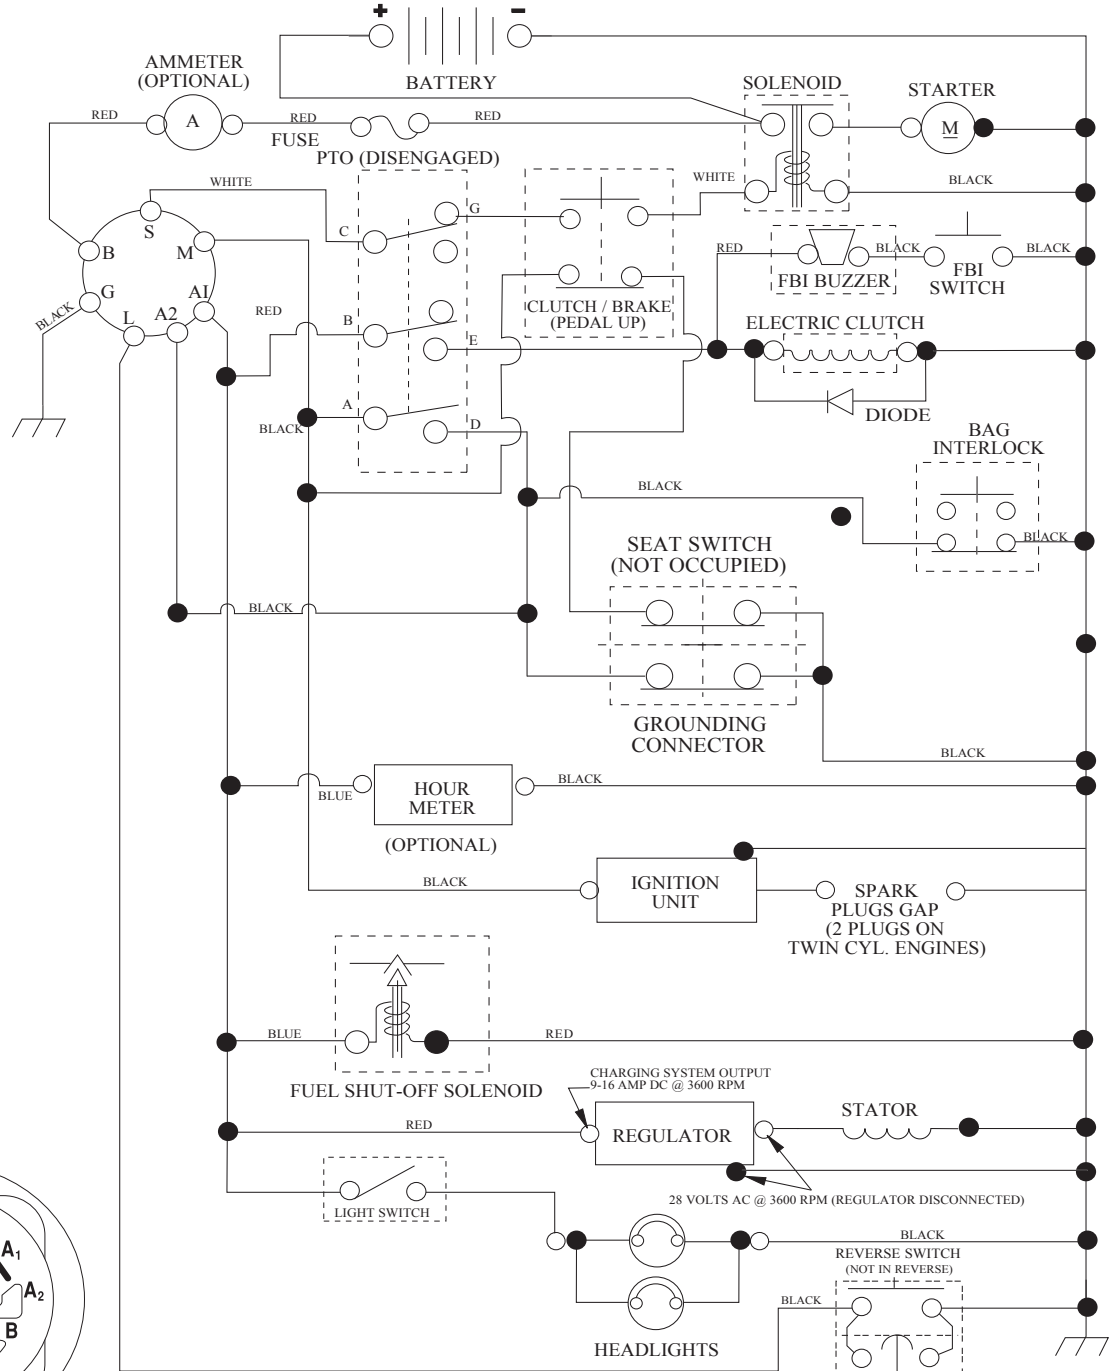 + −
BATTERY
AMMETER
(OPTIONAL)
SOLENOID
STARTER
RED
A
RED
FUSE
RED
M
PTO (DISENGAGED)
WHITE
WHITE
BLACK
S
B
M
G
L
A2
AI
BLACK
C
G
B
E
A
D
RED
BLACK
CLUTCH / BRAKE
(PEDAL UP)
RED
BLACK
BLACK
FBI BUZZER
FBI
SWITCH
ELECTRIC CLUTCH
DIODE
BAG
INTERLOCK
BLACK
BLACK
SEAT SWITCH
(NOT OCCUPIED)
BLACK
GROUNDING
CONNECTOR
BLACK
BLUE
HOUR
METER
BLACK
(OPTIONAL)
BLACK
IGNITION
UNIT
SPARK
PLUGS GAP
(2 PLUGS ON
TWIN CYL. ENGINES)
BLUE
RED
FUEL SHUT-OFF SOLENOID
CHARGING SYSTEM OUTPUT
9-16 AMP DC @ 3600 RPM
RED
REGULATOR
STATOR
28 VOLTS AC @ 3600 RPM (REGULATOR DISCONNECTED)
LIGHT SWITCH
BLACK
REVERSE SWITCH
(NOT IN REVERSE)
BLACK
HEADLIGHTS
A1
A2
B